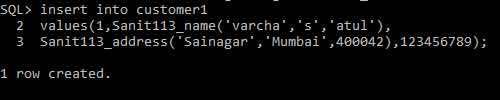 SQL> insert into customer1
2 values(1,Sanit113_name('varcha','s','atul'),
3 Sanit113_address('Sainagar','Mumbai',400042),123456789);
1 row created.